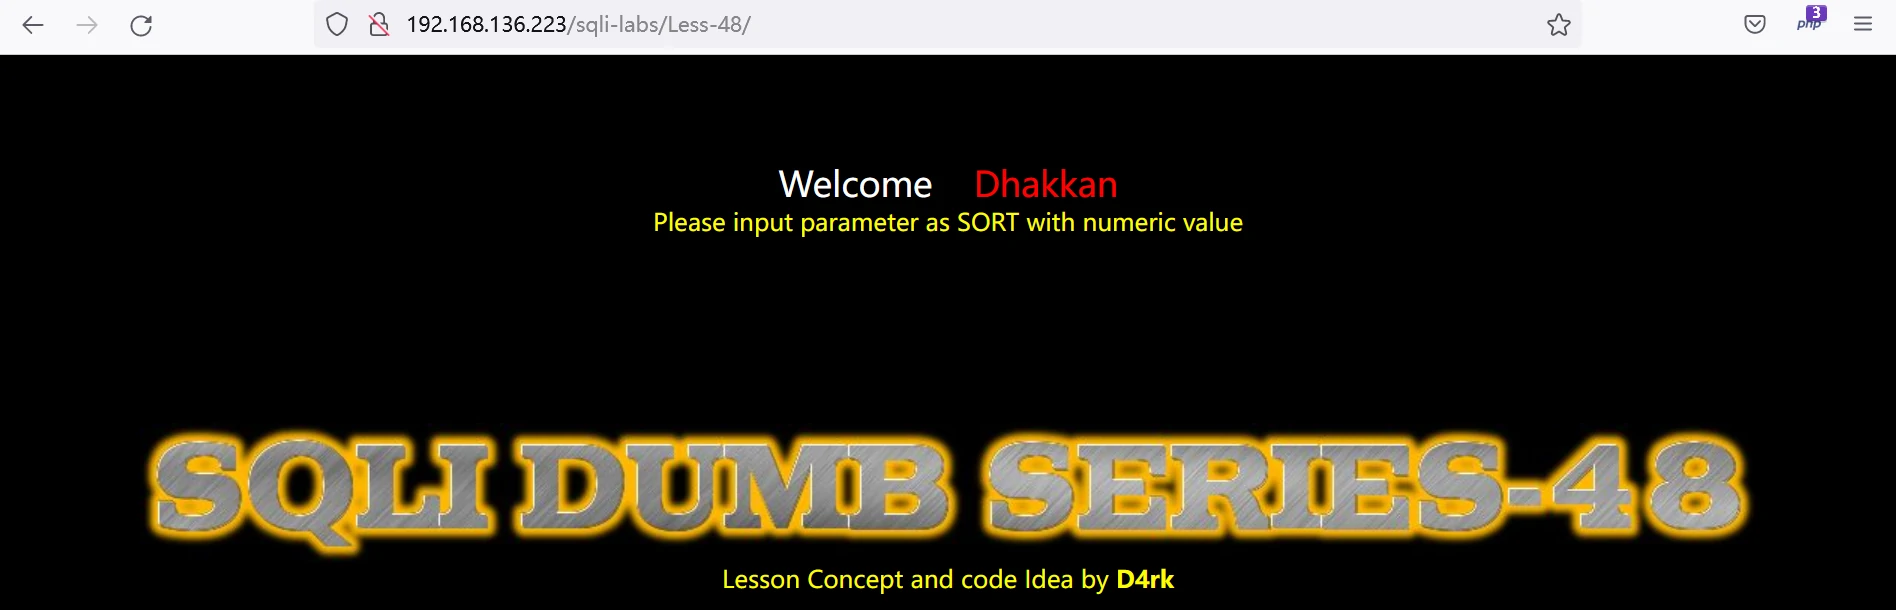 192.168.136.223/sqli-labs/Less-48/
3
php
Welcome Dhakkan
Please input parameter as SORT with numeric value
SQLI DUMB SERIES-48
Lesson Concept and code Idea by D4rk